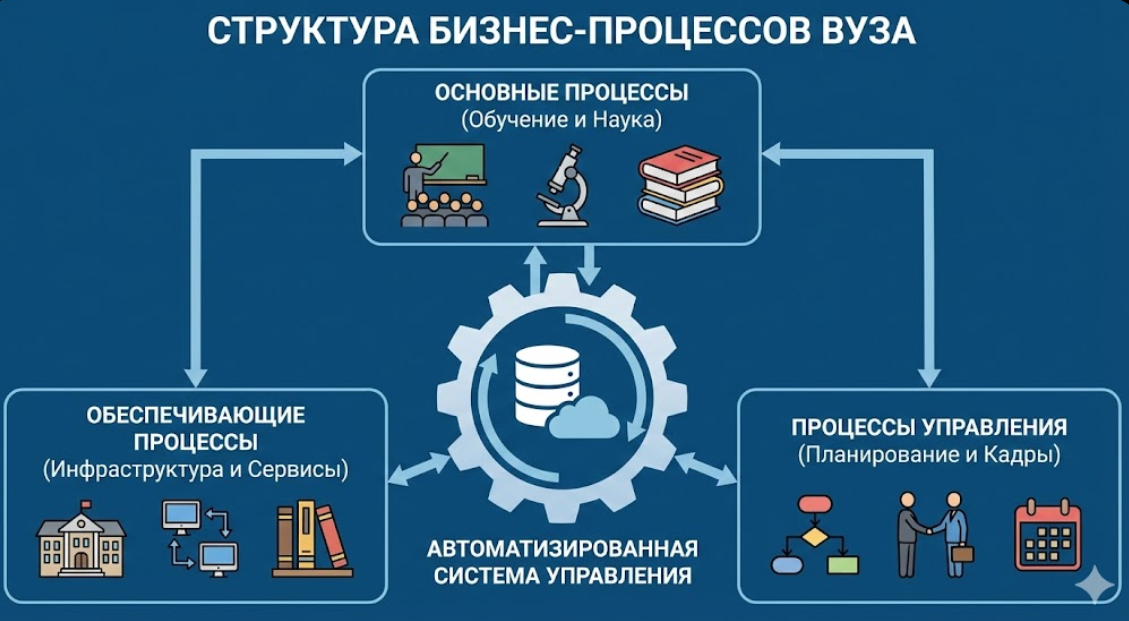 СТРУКТУРА БИЗНЕС-ПРОЦЕССОВ ВУЗА
ОСНОВНЫЕ ПРОЦЕССЫ
(Обучение и Наука)
ОБЕСПЕЧИВАЮЩИЕ
ПРОЦЕССЫ
(Инфраструктура и Сервисы)
ПРОЦЕССЫ УПРАВЛЕНИЯ
(Планирование и Кадры)
АВТОМАТИЗИРОВАННАЯ
СИСТЕМА УПРАВЛЕНИЯ